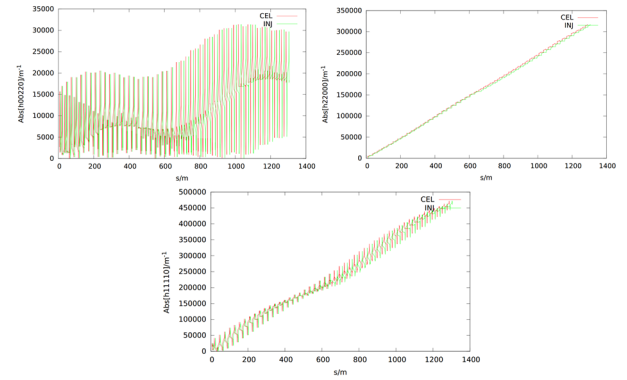 35000
30000
25000
20000
15000
10000
5000
0
0 200 400 600 800 1000 1200 1400
Abs[h00220]/m-1
s/m
CEL
INJ
350000
300000
250000
200000
150000
100000
50000
0
0 200 400 600 800 1000 1200 1400
Abs[h22000]/m-1
s/m
CEL
INJ
500000
450000
400000
350000
300000
250000
200000
150000
100000
50000
0
0 200 400 600 800 1000 1200 1400
Abs[h11110]/m-1
s/m
CEL
INJ